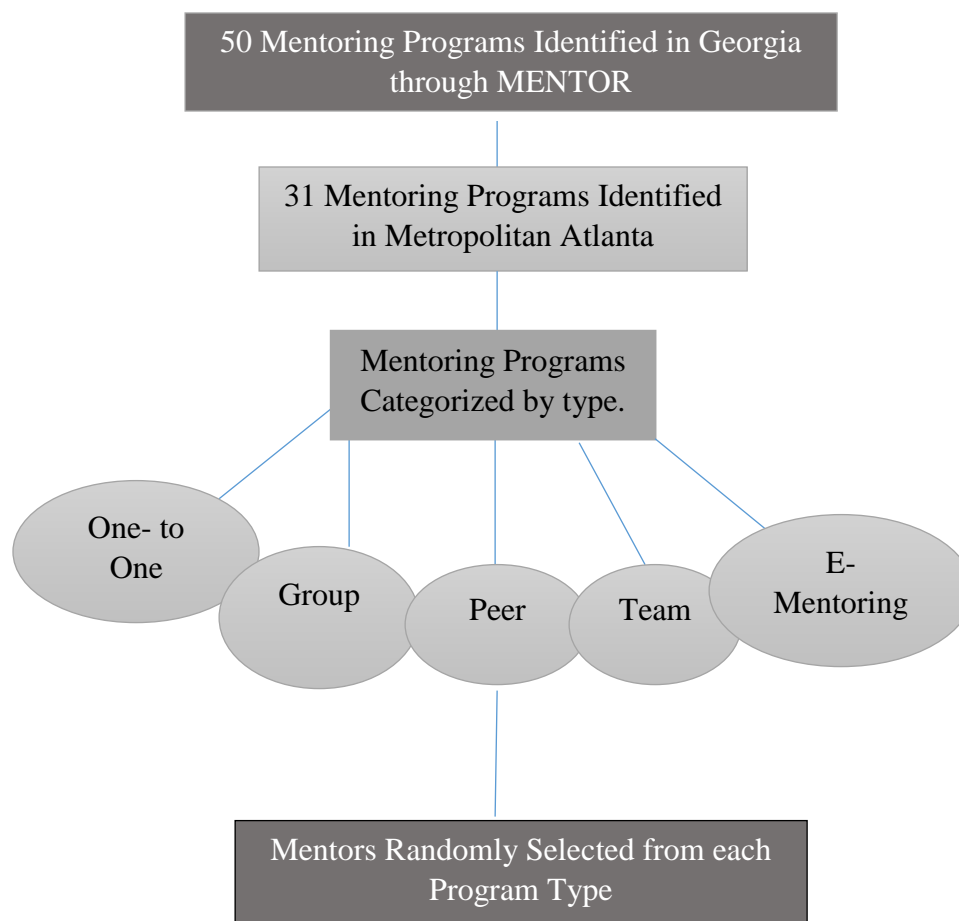 50 Mentoring Programs Identified in Georgia
through MENTOR
31 Mentoring Programs Identified
in Metropolitan Atlanta
Mentoring Programs
Categorized by type.
One- to
One
Group
Peer
Team
E-
Mentoring
Mentors Randomly Selected from each
Program Type